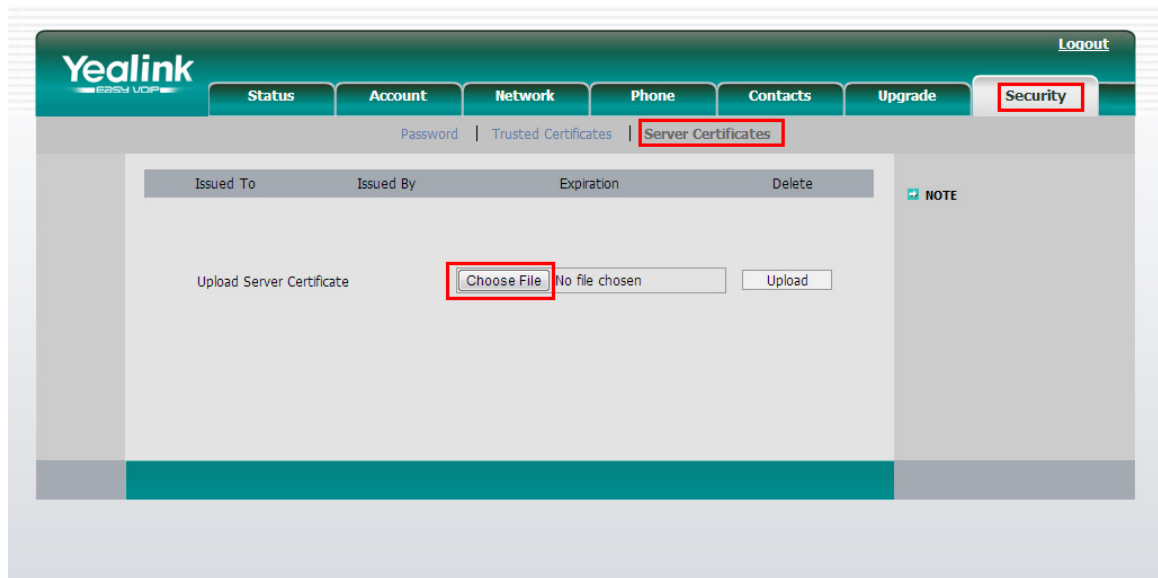 Logout
Yealink
EASY VOIP
Status Account Network Phone Contacts Upgrade Security
Password | Trusted Certificates | Server Certificates
Issued To Issued By Expiration Delete
NOTE
Upload Server Certificate Choose File No file chosen Upload